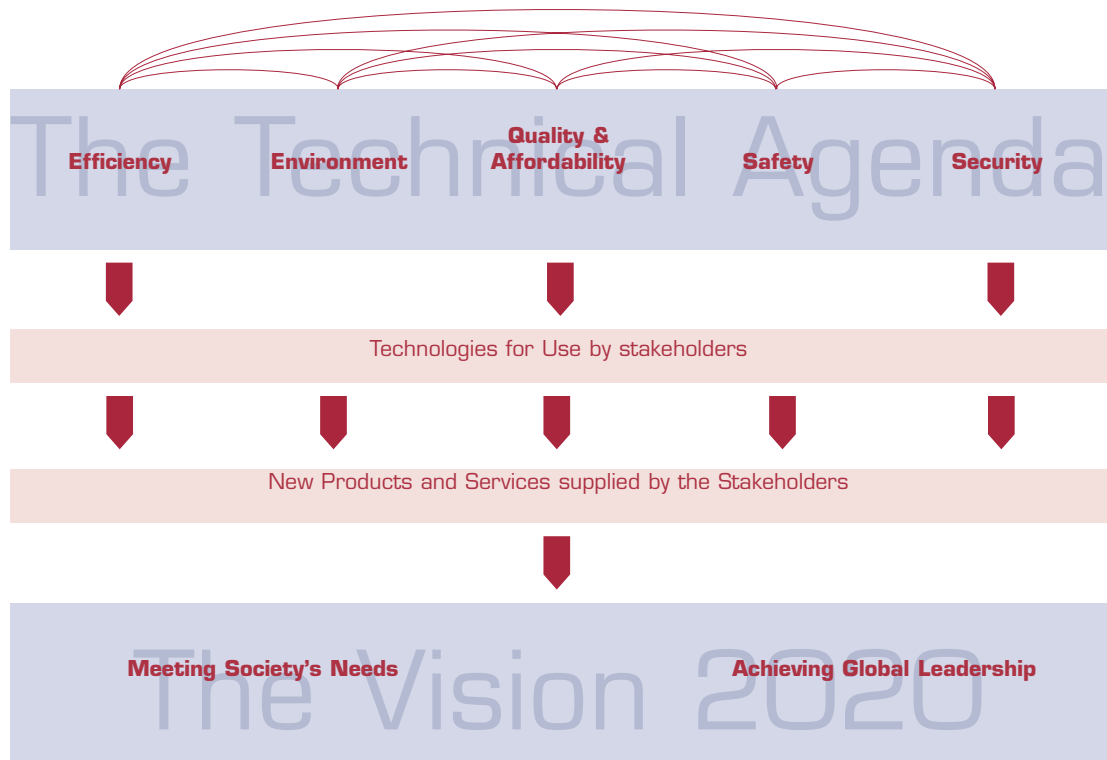 The Technical Agenda
Quality &
Efficiency Environment Affordability Safety Security
Technologies for Use by stakeholders
New Products and Services supplied by the Stakeholders
The Vision 2020
Meeting Society's Needs Achieving Global Leadership